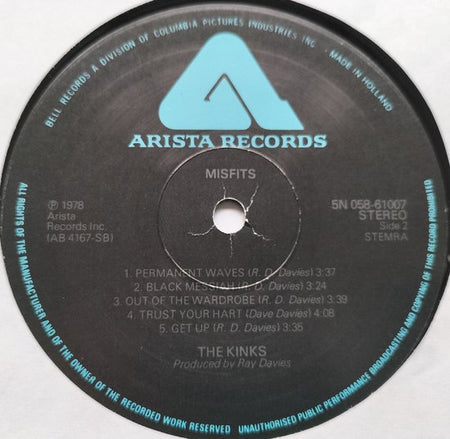 BELL RECORDS A DIVISION OF COLUMBIA PICTURES INDUSTRIES INC. · MADE IN HOLLAND
ARISTA RECORDS
MISFITS
℗ 1978
Arista
Records Inc.
(AB 4167-SB)
5N 058-61007
STEREO
Side 2
STEMRA
1. PERMANENT WAVES (R. D. Davies) 3:37
2. BLACK MESSIAH (R. D. Davies) 3:24
3. OUT OF THE WARDROBE (R. D. Davies) 3:39
4. TRUST YOUR HART (Dave Davies) 4:08
5. GET UP (R. D. Davies) 3:35
THE KINKS
Produced by Ray Davies
ALL RIGHTS OF THE MANUFACTURER AND OF THE OWNER OF THE RECORDED WORK RESERVED UNAUTHORISED PUBLIC PERFORMANCE BROADCASTING AND COPYING OF THIS RECORD PROHIBITED